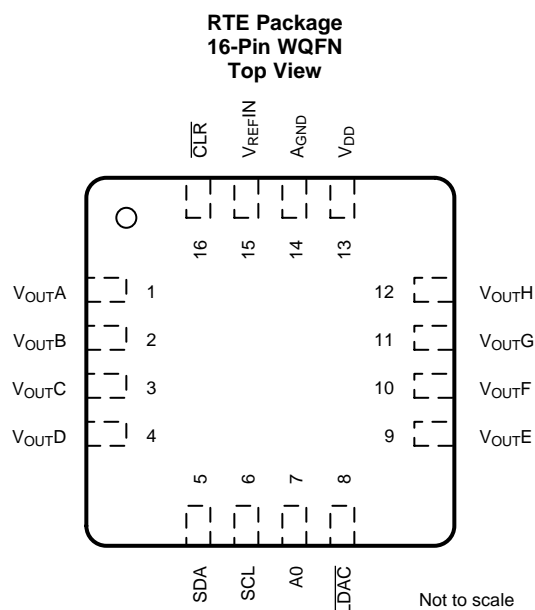 RTE Package
16-Pin WQFN
Top View
CLR
VREFIN
AGND
VDD
16
15
14
13
VOUTA 1
12 VOUTH
VOUTB 2
11 VOUTG
VOUTC 3
10 VOUTF
VOUTD 4
9 VOUTE
5
6
7
8
SDA
SCL
A0
LDAC
Not to scale